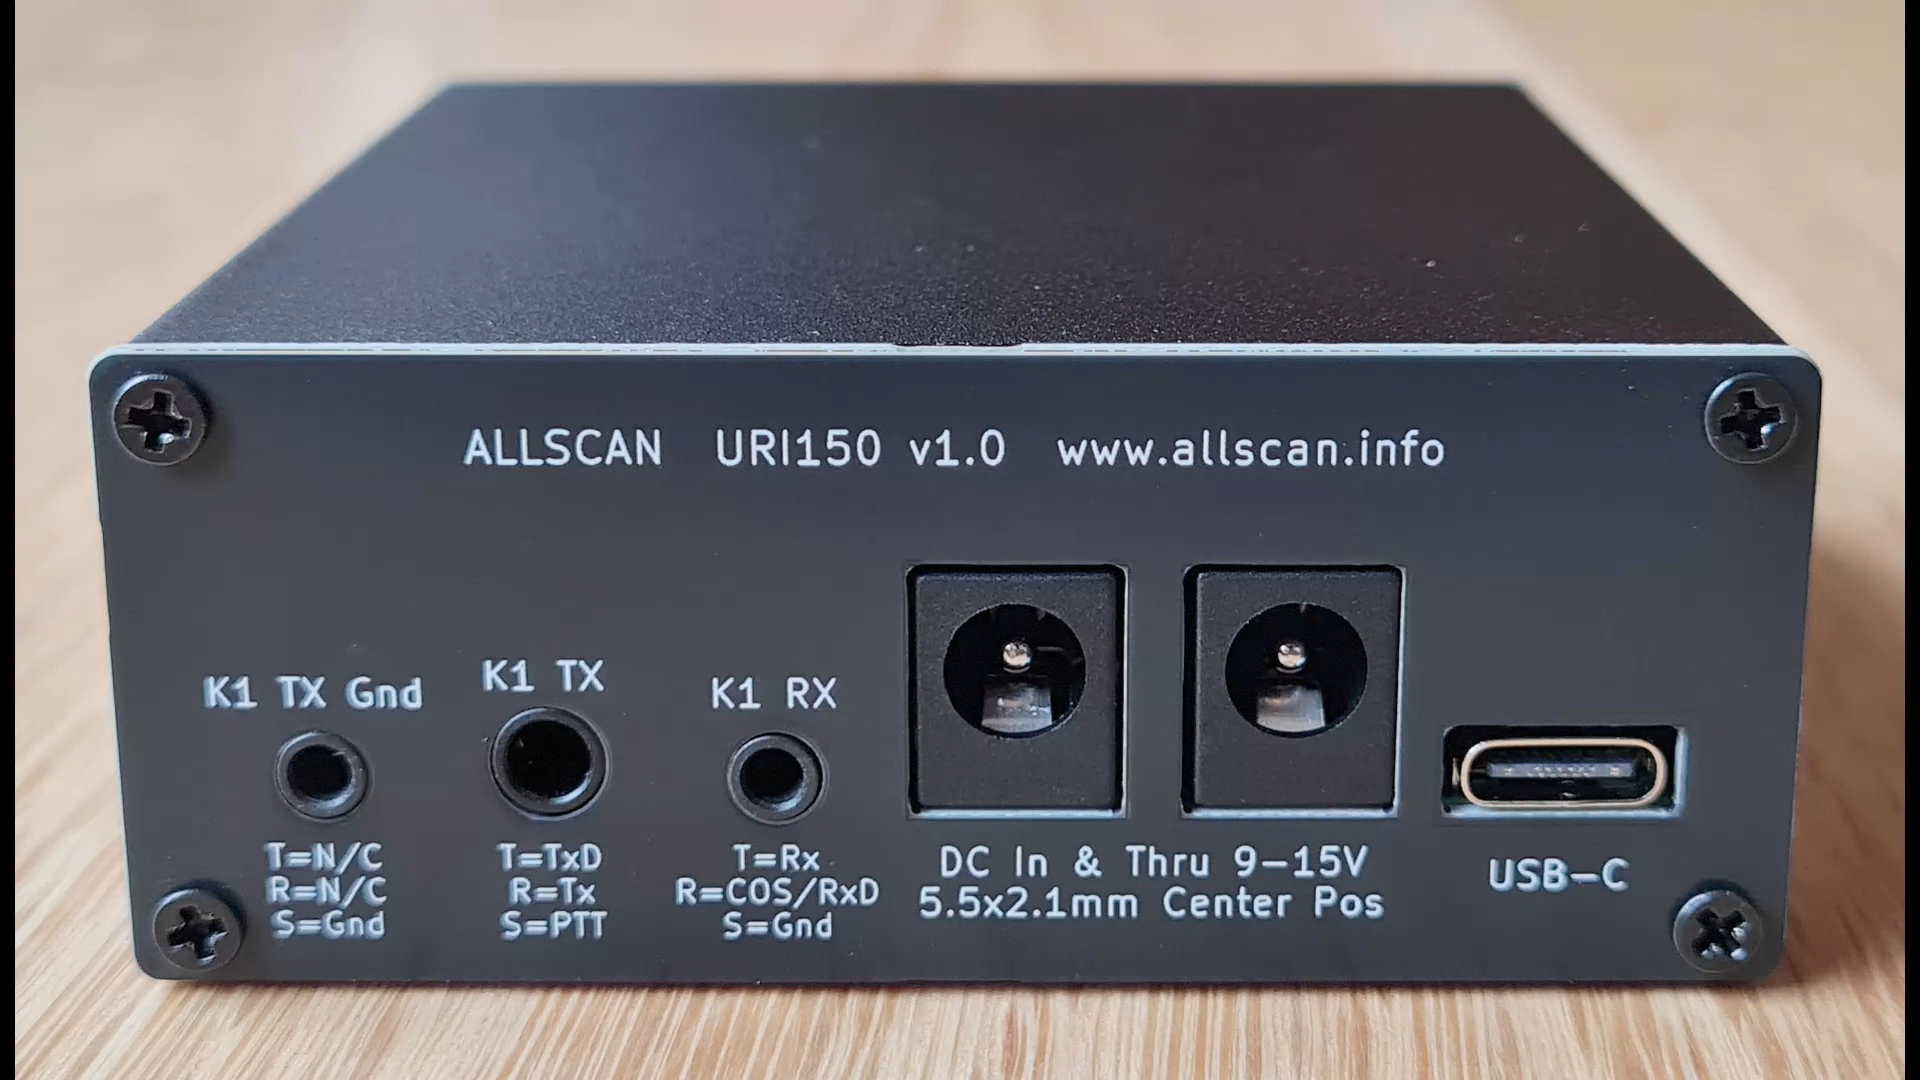 ALLSCAN URI150 v1.0 www.allscan.info
K1 TX Gnd
T=N/C
R=N/C
S=Gnd
K1 TX
T=TxD
R=Tx
S=PTT
K1 RX
T=Rx
R=COS/RxD
S=Gnd
DC In & Thru 9-15V
5.5x2.1mm Center Pos
USB-C